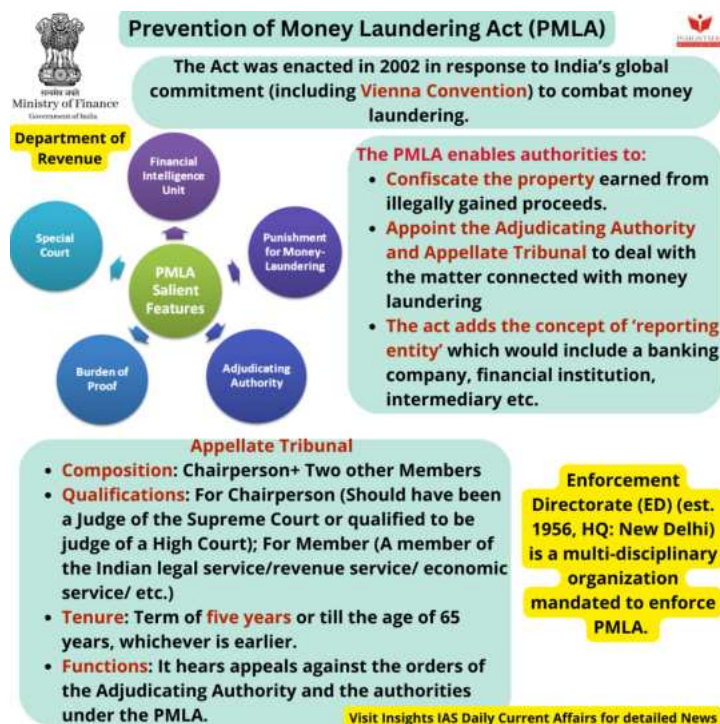 Prevention of Money Laundering Act (PMLA)
सत्यमेव जयते
Ministry of Finance
Government of India
Department of
Revenue
The Act was enacted in 2002 in response to India's global
commitment (including Vienna Convention) to combat money
laundering.
Financial
Intelligence
Unit
Special
Court
Punishment
for Money-
Laundering
PMLA
Salient
Features
Burden of
Proof
Adjudicating
Authority
The PMLA enables authorities to:
• Confiscate the property earned from
illegally gained proceeds.
• Appoint the Adjudicating Authority
and Appellate Tribunal to deal with
the matter connected with money
laundering
• The act adds the concept of 'reporting
entity' which would include a banking
company, financial institution,
intermediary etc.
Appellate Tribunal
• Composition: Chairperson+ Two other Members
• Qualifications: For Chairperson (Should have been
a Judge of the Supreme Court or qualified to be
judge of a High Court); For Member (A member of
the Indian legal service/revenue service/ economic
service/ etc.)
• Tenure: Term of five years or till the age of 65
years, whichever is earlier.
• Functions: It hears appeals against the orders of
the Adjudicating Authority and the authorities
under the PMLA.
Enforcement
Directorate (ED) (est.
1956, HQ: New Delhi)
is a multi-disciplinary
organization
mandated to enforce
PMLA.
Visit Insights IAS Daily Current Affairs for detailed News